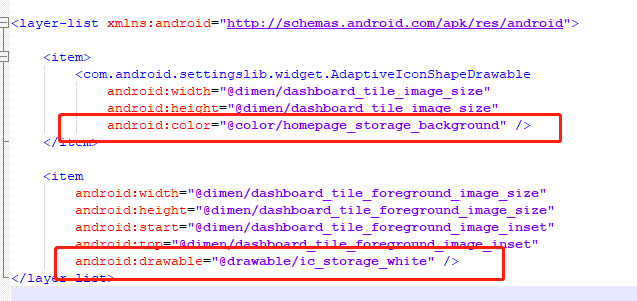 <layer-list xmlns:android="http://schemas.android.com/apk/res/android">
<item>
<com.android.settingslib.widget.AdaptiveIconShapeDrawable
android:width="@dimen/dashboard_tile_image_size"
android:height="@dimen/dashboard_tile_image_size"
android:color="@color/homepage_storage_background" />
</item>
<item
android:width="@dimen/dashboard_tile_foreground_image_size"
android:height="@dimen/dashboard_tile_foreground_image_size"
android:start="@dimen/dashboard_tile_foreground_image_inset"
android:top="@dimen/dashboard_tile_foreground_image_inset"
android:drawable="@drawable/ic_storage_white" />
</layer-list>